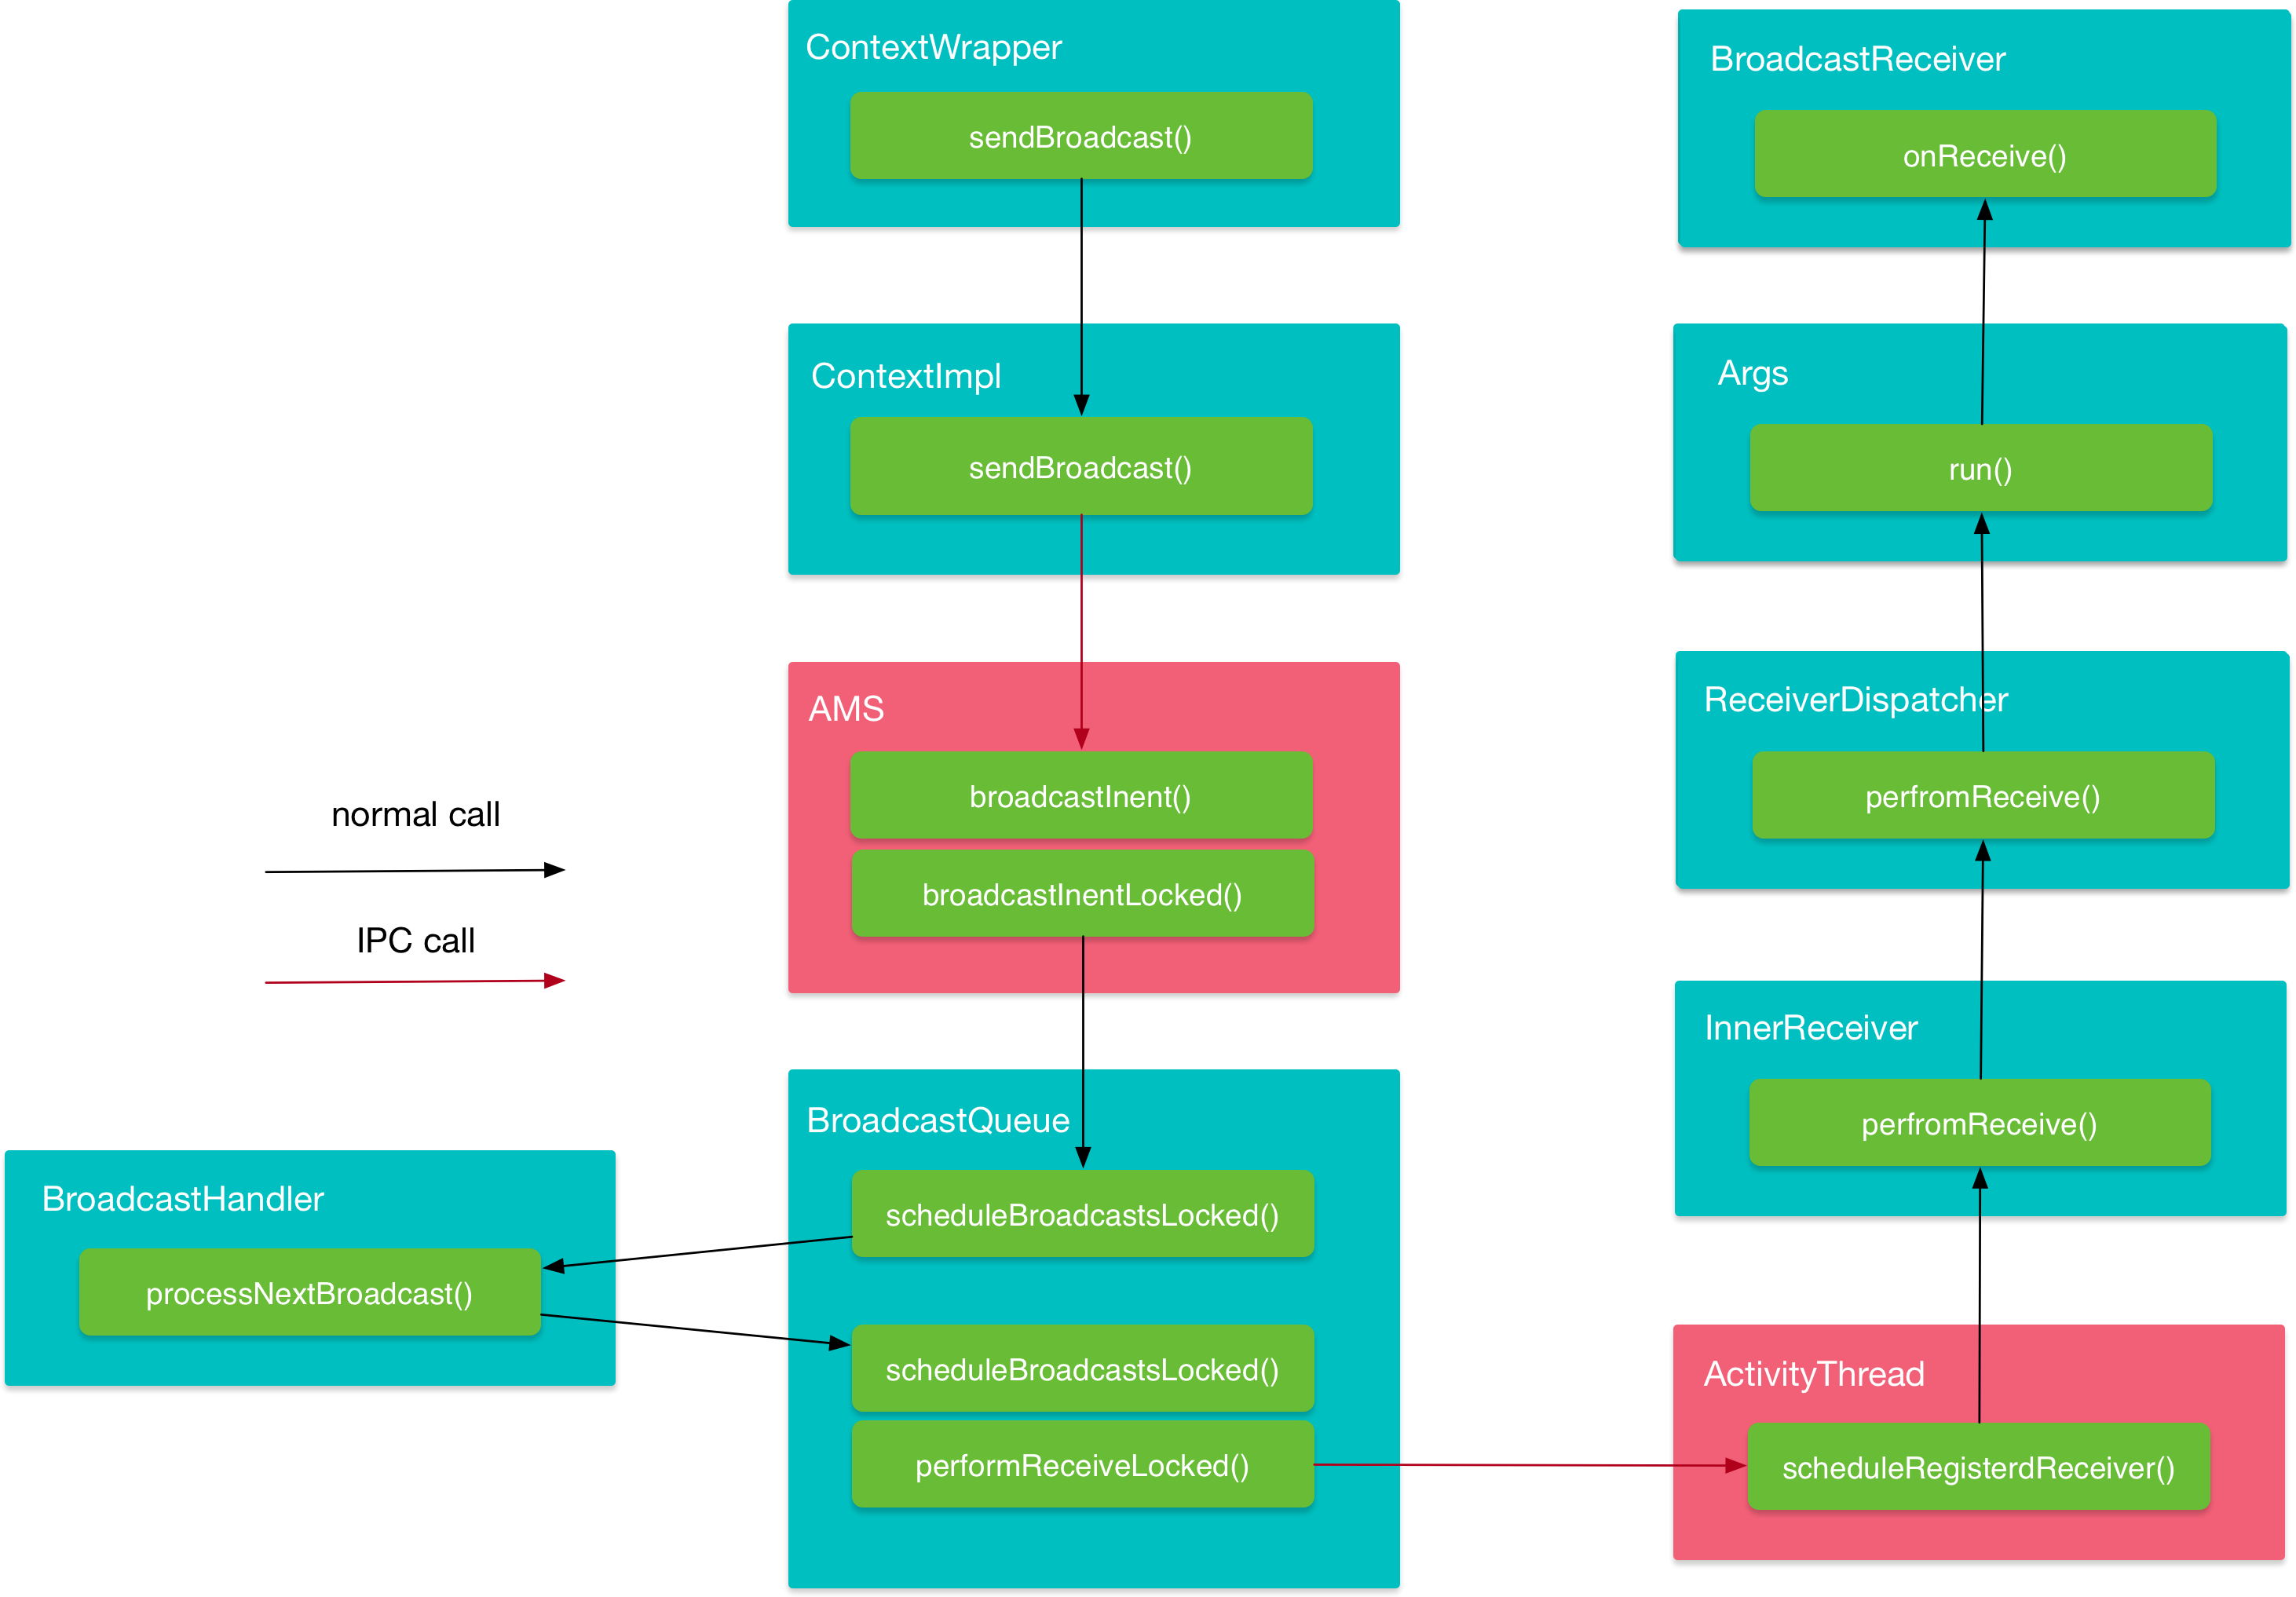 ContextWrapper
sendBroadcast()
ContextImpl
sendBroadcast()
AMS
broadcastInent()
broadcastInentLocked()
normal call
IPC call
BroadcastQueue
scheduleBroadcastsLocked()
BroadcastHandler
processNextBroadcast()
scheduleBroadcastsLocked()
performReceiveLocked()
BroadcastReceiver
onReceive()
Args
run()
ReceiverDispatcher
perfromReceive()
InnerReceiver
perfromReceive()
ActivityThread
scheduleRegisterdReceiver()